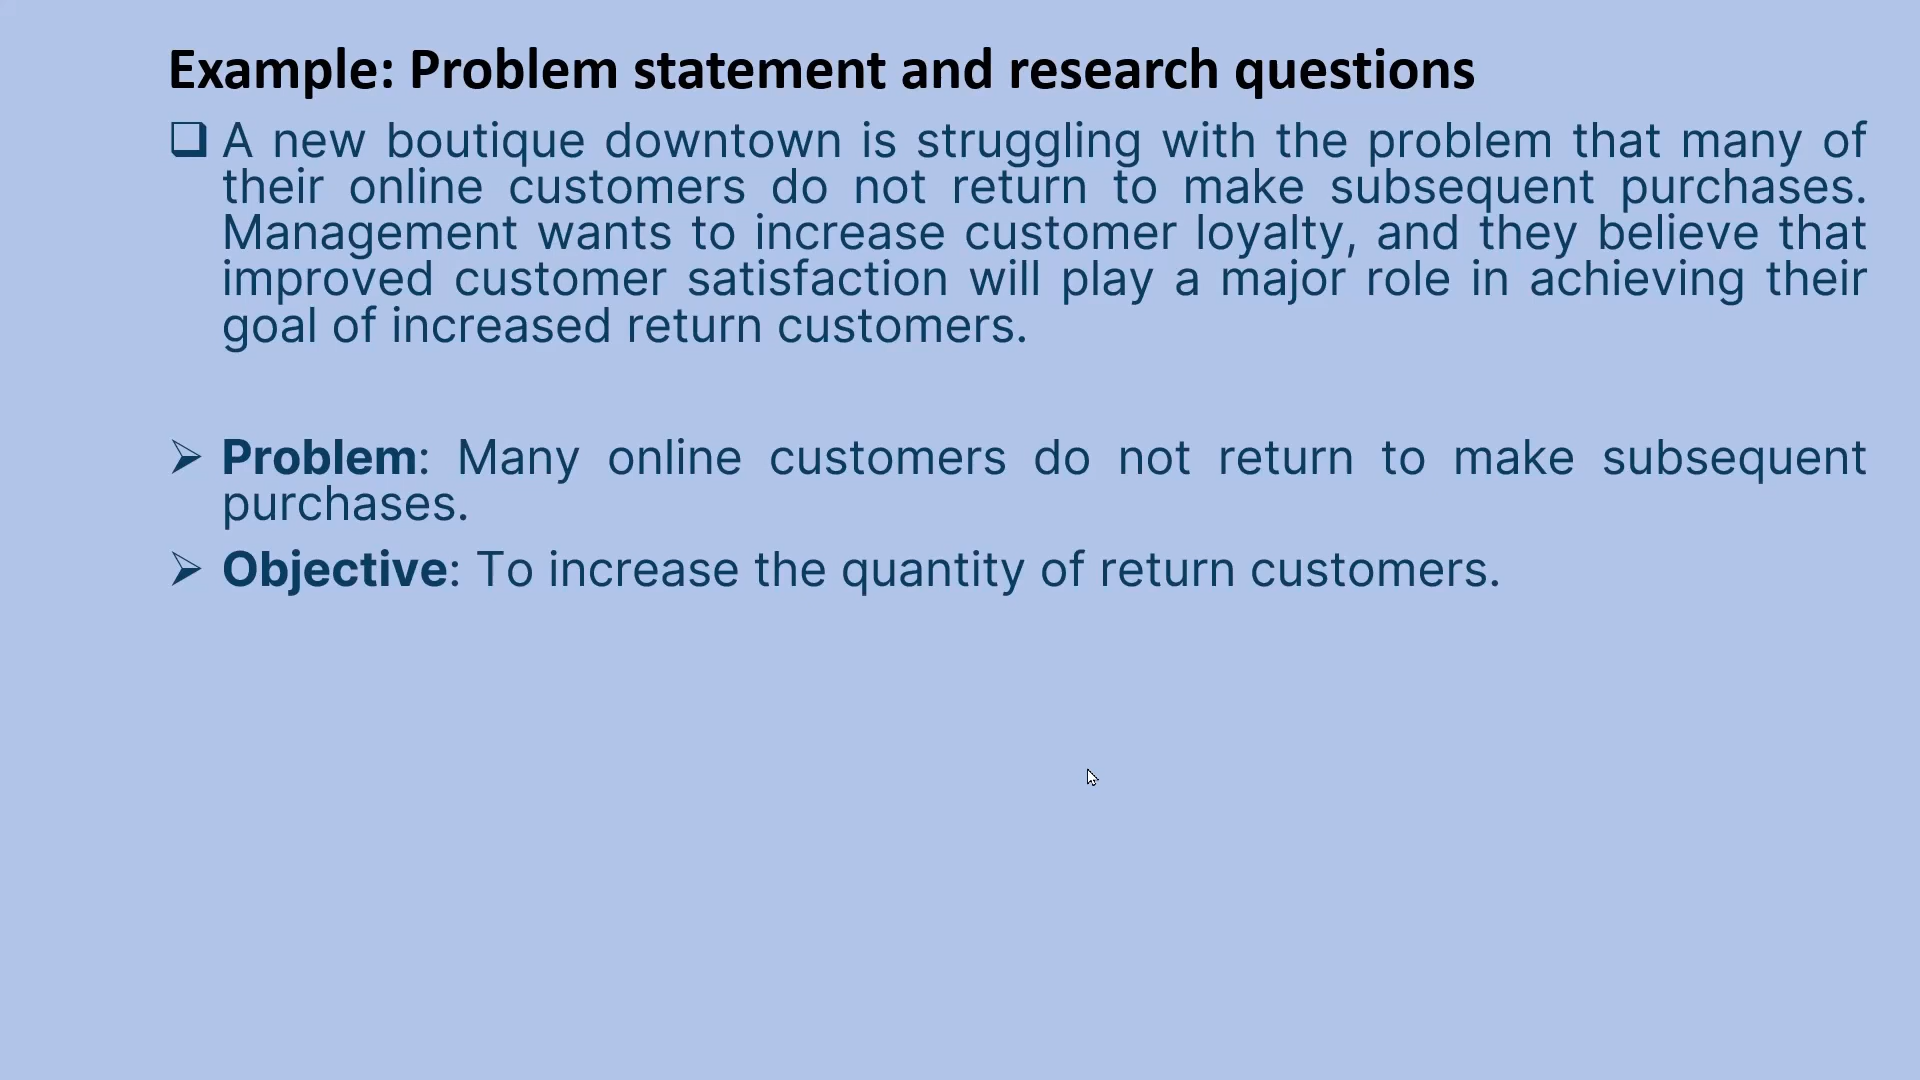 Example: Problem statement and research questions
A new boutique downtown is struggling with the problem that many of
their online customers do not return to make subsequent purchases.
Management wants to increase customer loyalty, and they believe that
improved customer satisfaction will play a major role in achieving their
goal of increased return customers.
Problem: Many online customers do not return to make subsequent
purchases.
Objective: To increase the quantity of return customers.